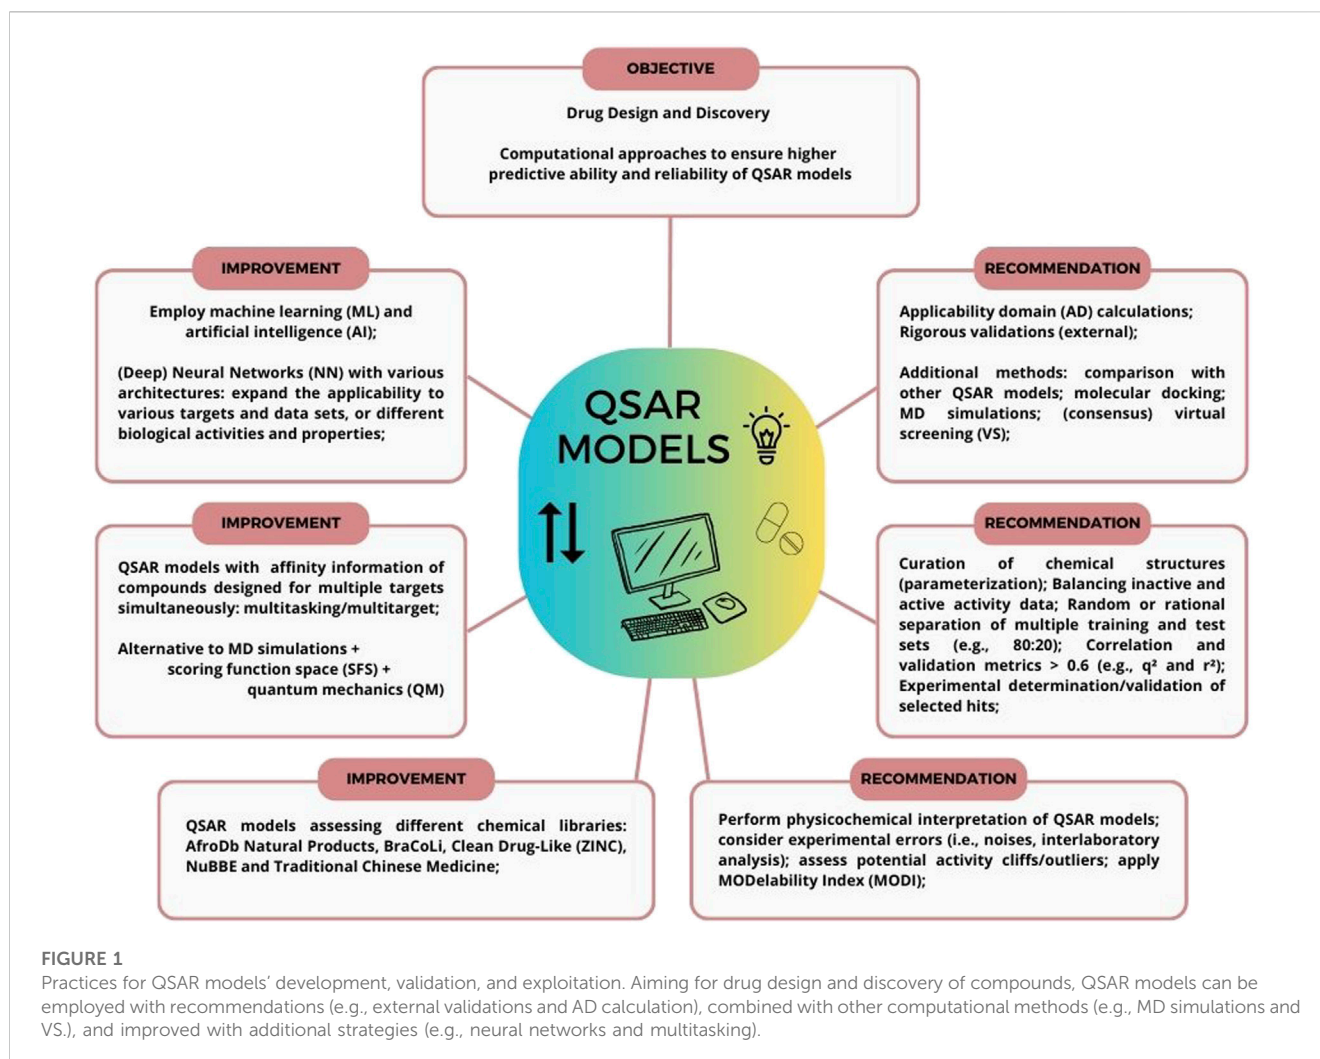 OBJECTIVE
Drug Design and Discovery
Computational approaches to ensure higher
predictive ability and reliability of QSAR models
IMPROVEMENT
Employ machine learning (ML) and
artificial intelligence (AI);
(Deep) Neural Networks (NN) with various
architectures: expand the applicability to
various targets and data sets, or different
biological activities and properties;
RECOMMENDATION
Applicability domain (AD) calculations;
Rigorous validations (external);
Additional methods: comparison with
other QSAR models; molecular docking;
MD simulations; (consensus) virtual
screening (VS);
QSAR
MODELS
IMPROVEMENT
QSAR models with affinity information of
compounds designed for multiple targets
simultaneously: multitasking/multitarget;
Alternative to MD simulations +
scoring function space (SFS) +
quantum mechanics (QM)
RECOMMENDATION
Curation of chemical structures
(parameterization); Balancing inactive and
active activity data; Random or rational
separation of multiple training and test
sets (e.g., 80:20); Correlation and
validation metrics > 0.6 (e.g., q² and r²);
Experimental determination/validation of
selected hits;
IMPROVEMENT
QSAR models assessing different chemical libraries:
AfroDb Natural Products, BraCoLi, Clean Drug-Like (ZINC),
NuBBE and Traditional Chinese Medicine;
RECOMMENDATION
Perform physicochemical interpretation of QSAR models;
consider experimental errors (i.e., noises, interlaboratory
analysis); assess potential activity cliffs/outliers; apply
MODelability Index (MODI);
FIGURE 1
Practices for QSAR models' development, validation, and exploitation. Aiming for drug design and discovery of compounds, QSAR models can be
employed with recommendations (e.g., external validations and AD calculation), combined with other computational methods (e.g., MD simulations and
VS.), and improved with additional strategies (e.g., neural networks and multitasking).